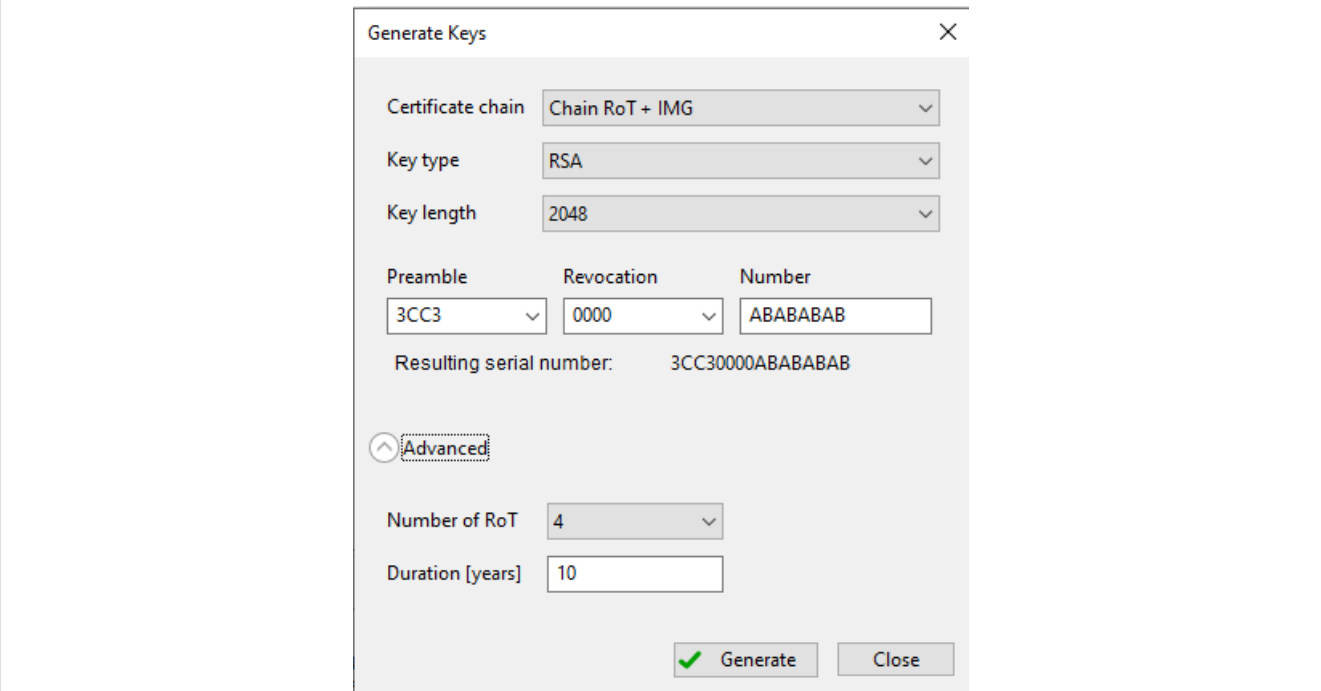 Generate Keys
Certificate chain Chain RoT + IMG
Key type RSA
Key length 2048
Preamble Revocation Number
3CC3 0000 ABABABAB
Resulting serial number: 3CC30000ABABABAB
Advanced
Number of RoT 4
Duration [years] 10
Generate Close